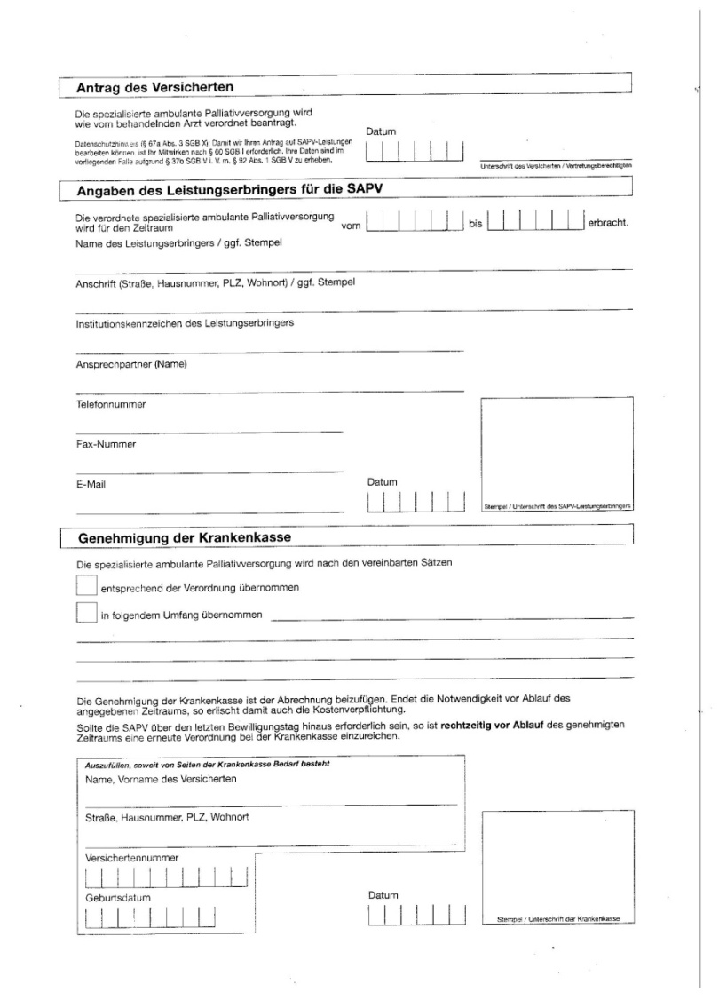 Antrag des Versicherten
Die spezialisierte ambulante Palliativversorgung wird
wie vom behandelnden Arzt verordnet beantragt.
Datum
Datenschutzhinweis (§ 67a Abs. 3 SGB X): Damit wir Ihren Antrag auf SAPV-Leistungen
bearbeiten können, ist Ihr Mitwirken nach § 60 SGB I erforderlich. Ihre Daten sind im
vorliegenden Falle aufgrund § 37b SGB V i. V. m. § 92 Abs. 1 SGB V zu erheben.
Unterschrift des Versicherten / Vertretungsberechtigten
Angaben des Leistungserbringers für die SAPV
Die verordnete spezialisierte ambulante Palliativversorgung
wird für den Zeitraum vom bis erbracht.
Name des Leistungserbringers / ggf. Stempel
Anschrift (Straße, Hausnummer, PLZ, Wohnort) / ggf. Stempel
Institutionskennzeichen des Leistungserbringers
Ansprechpartner (Name)
Telefonnummer
Fax-Nummer
E-Mail
Datum
Stempel / Unterschrift des SAPV-Leistungserbringers
Genehmigung der Krankenkasse
Die spezialisierte ambulante Palliativversorgung wird nach den vereinbarten Sätzen
entsprechend der Verordnung übernommen
in folgendem Umfang übernommen
Die Genehmigung der Krankenkasse ist der Abrechnung beizufügen. Endet die Notwendigkeit vor Ablauf des
angegebenen Zeitraums, so erlischt damit auch die Kostenverpflichtung.
Sollte die SAPV über den letzten Bewilligungstag hinaus erforderlich sein, so ist rechtzeitig vor Ablauf des genehmigten
Zeitraums eine erneute Verordnung bei der Krankenkasse einzureichen.
Auszufüllen, soweit von Seiten der Krankenkasse Bedarf besteht
Name, Vorname des Versicherten
Straße, Hausnummer, PLZ, Wohnort
Versichertennummer
Geburtsdatum
Datum
Stempel / Unterschrift der Krankenkasse